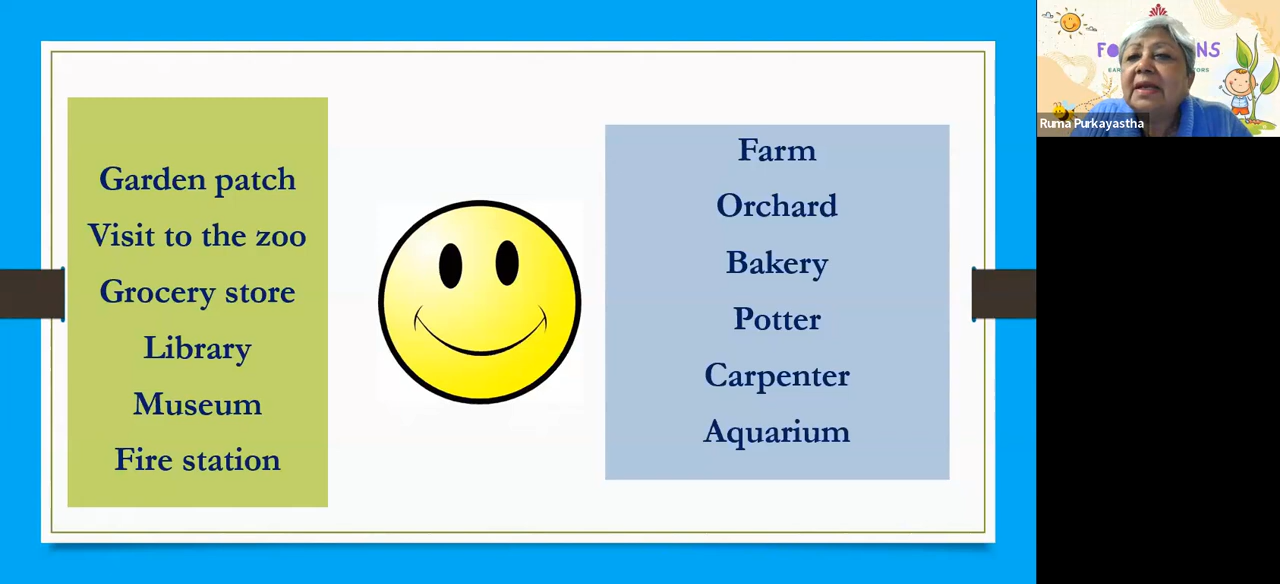 Garden patch
Visit to the zoo
Grocery store
Library
Museum
Fire station
Farm
Orchard
Bakery
Potter
Carpenter
Aquarium
Ruma Purkayastha